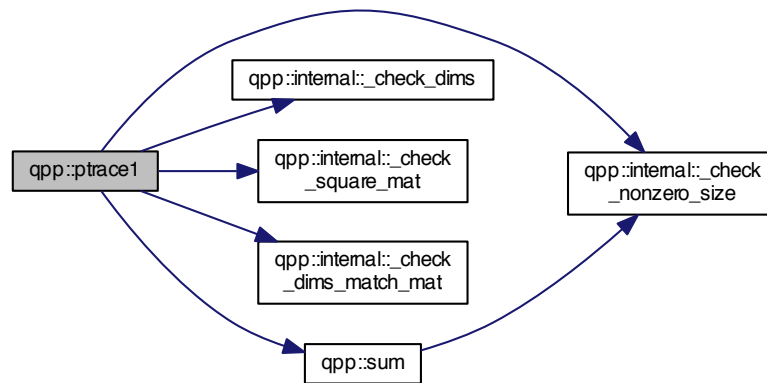 qpp::internal::_check_dims
qpp::ptrace1
qpp::internal::_check
_square_mat
qpp::internal::_check
_nonzero_size
qpp::internal::_check
_dims_match_mat
qpp::sum